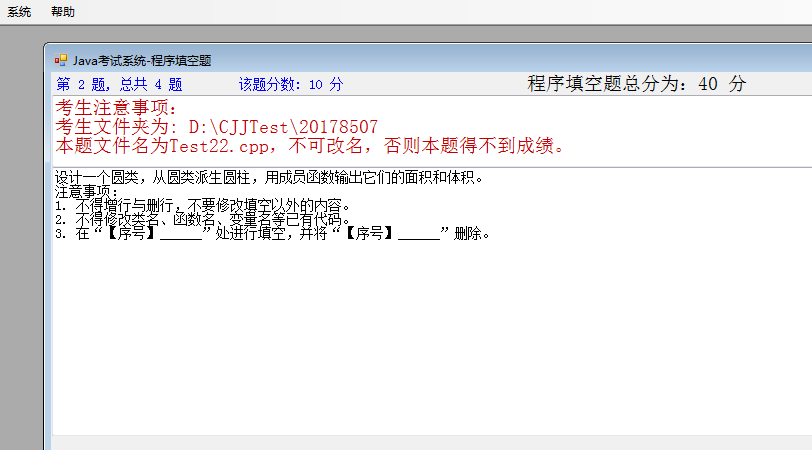 系统 帮助
Java考试系统-程序填空题
第 2 题，总共 4 题 该题分数：10 分 程序填空题总分为：40 分
考生注意事项：
考生文件夹为: D:\CJJTest\20178507
本题文件名为Test22.cpp，不可改名，否则本题得不到成绩。
设计一个圆类，从圆类派生圆柱，用成员函数输出它们的面积和体积。
注意事项：
1. 不得增行与删行，不要修改填空以外的内容。
2. 不得修改类名、函数名、变量名等已有代码。
3. 在“【序号】______”处进行填空，并将“【序号】______”删除。